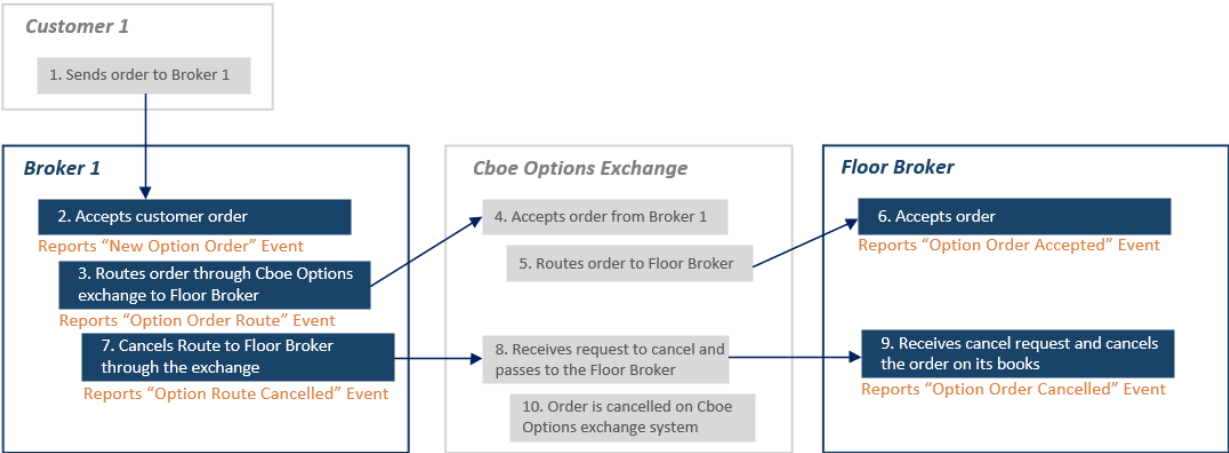 Customer 1
1. Sends order to Broker 1
Broker 1
2. Accepts customer order
Reports “New Option Order” Event
3. Routes order through Cboe Options
exchange to Floor Broker
Reports “Option Order Route” Event
7. Cancels Route to Floor Broker
through the exchange
Reports “Option Route Cancelled” Event
Cboe Options Exchange
4. Accepts order from Broker 1
5. Routes order to Floor Broker
8. Receives request to cancel and
passes to the Floor Broker
10. Order is cancelled on Cboe
Options exchange system
Floor Broker
6. Accepts order
Reports “Option Order Accepted” Event
9. Receives cancel request and cancels
the order on its books
Reports “Option Order Cancelled” Event